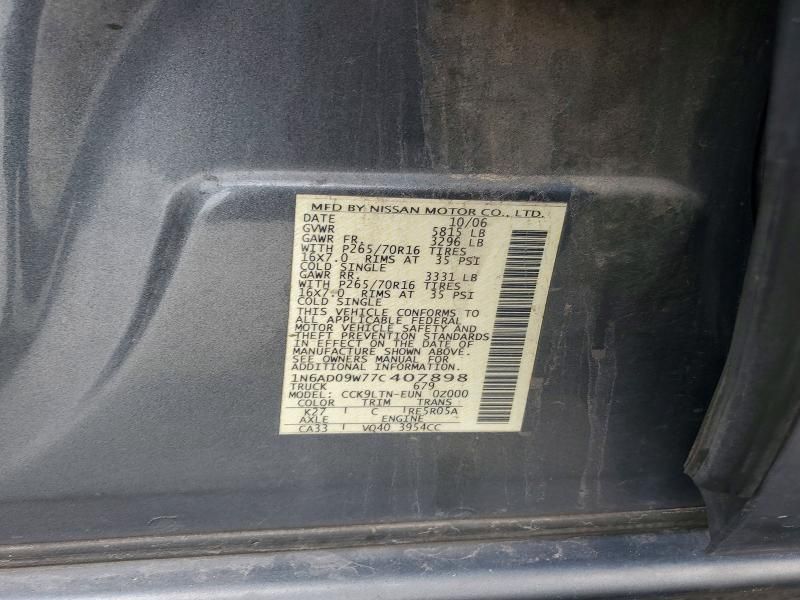 MFD BY NISSAN MOTOR CO., LTD.
DATE 10/06
GVWR 5815 LB
GAWR FR. 3296 LB
WITH P265/70R16 TIRES
16X7.0 RIMS AT 35 PSI
COLD SINGLE
GAWR RR. 3331 LB
WITH P265/70R16 TIRES
16X7.0 RIMS AT 35 PSI
COLD SINGLE
THIS VEHICLE CONFORMS TO
ALL APPLICABLE FEDERAL
MOTOR VEHICLE SAFETY AND
THEFT PREVENTION STANDARDS
IN EFFECT ON THE DATE OF
MANUFACTURE SHOWN ABOVE.
SEE OWNERS MANUAL FOR
ADDITIONAL INFORMATION
1N6AD09W77C407898
TRUCK 679
MODEL: CCK9LTN-EUN 0Z000
COLOR TRIM TRANS
K27 C RE5R05A
AXLE ENGINE
CA33 VQ40 3954CC